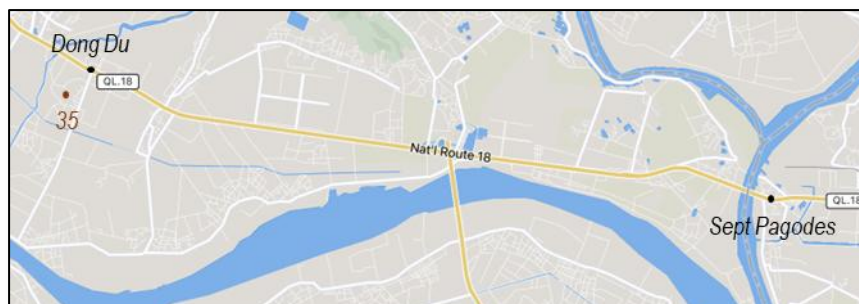 Dong Du
QL.18
35
Nat'l Route 18
QL.18
Sept Pagodes